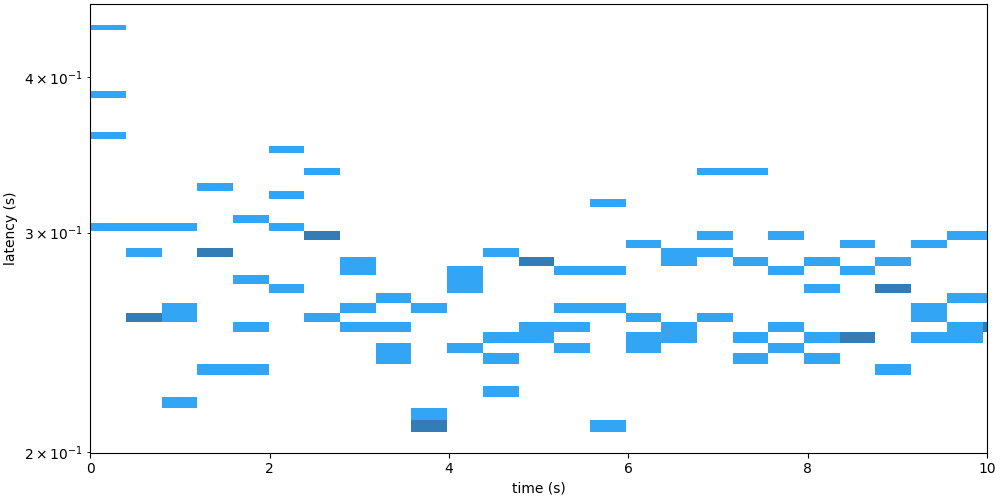 4 × 10⁻¹
3 × 10⁻¹
2 × 10⁻¹
latency (s)
0 2 4 6 8 10
time (s)